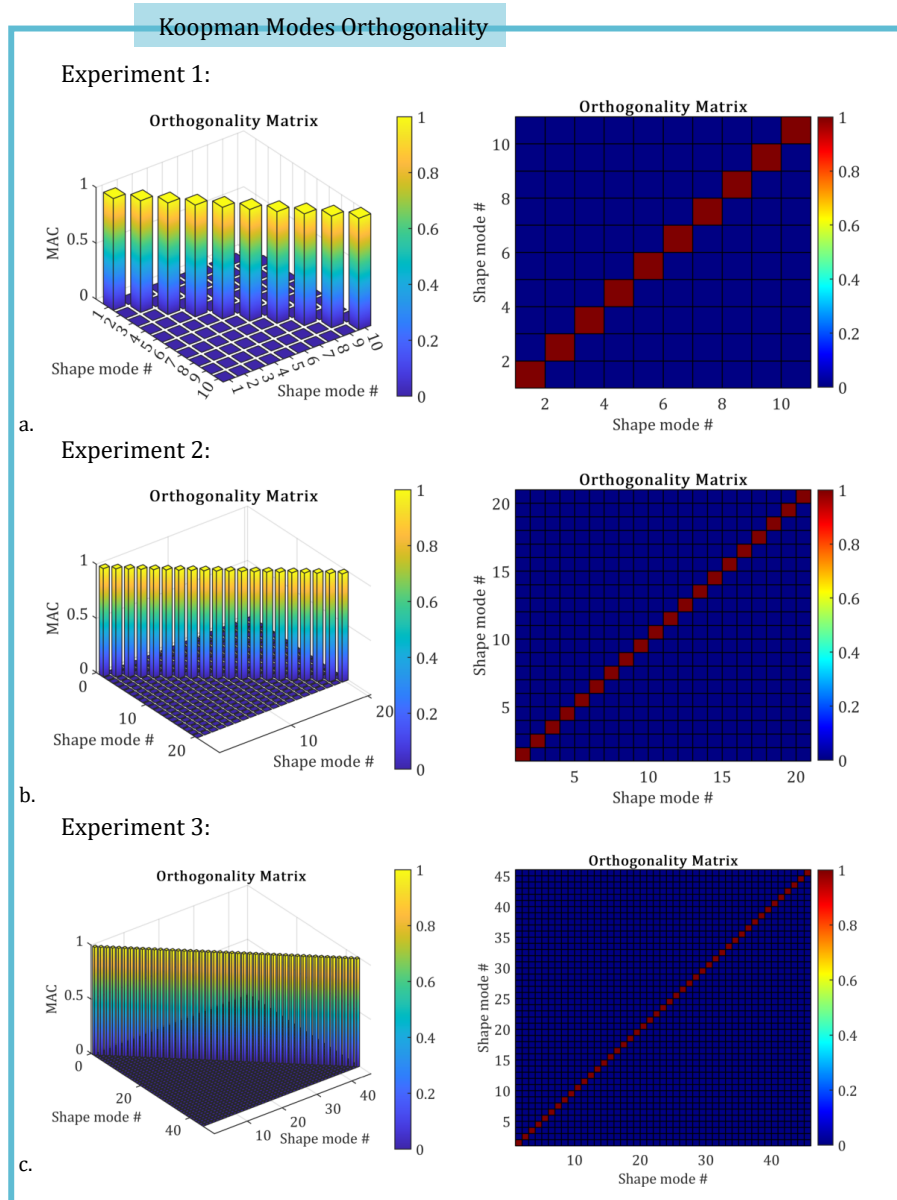 Koopman Modes Orthogonality
Experiment 1:
Orthogonality Matrix
MAC
1
0.5
0
1 2 3 4 5 6 7 8 9 10
Shape mode #
1 2 3 4 5 6 7 8 9 10
Shape mode #
1
0.8
0.6
0.4
0.2
0
Orthogonality Matrix
Shape mode #
10
8
6
4
2
2 4 6 8 10
Shape mode #
1
0.8
0.6
0.4
0.2
0
a.
Experiment 2:
Orthogonality Matrix
MAC
1
0.5
0
0 10 20
Shape mode #
10 20
Shape mode #
1
0.8
0.6
0.4
0.2
0
Orthogonality Matrix
Shape mode #
20
15
10
5
5 10 15 20
Shape mode #
1
0.8
0.6
0.4
0.2
0
b.
Experiment 3:
Orthogonality Matrix
MAC
1
0.5
0
0 20 40
Shape mode #
10 20 30 40
Shape mode #
1
0.8
0.6
0.4
0.2
0
Orthogonality Matrix
Shape mode #
45
40
35
30
25
20
15
10
5
10 20 30 40
Shape mode #
1
0.8
0.6
0.4
0.2
0
c.